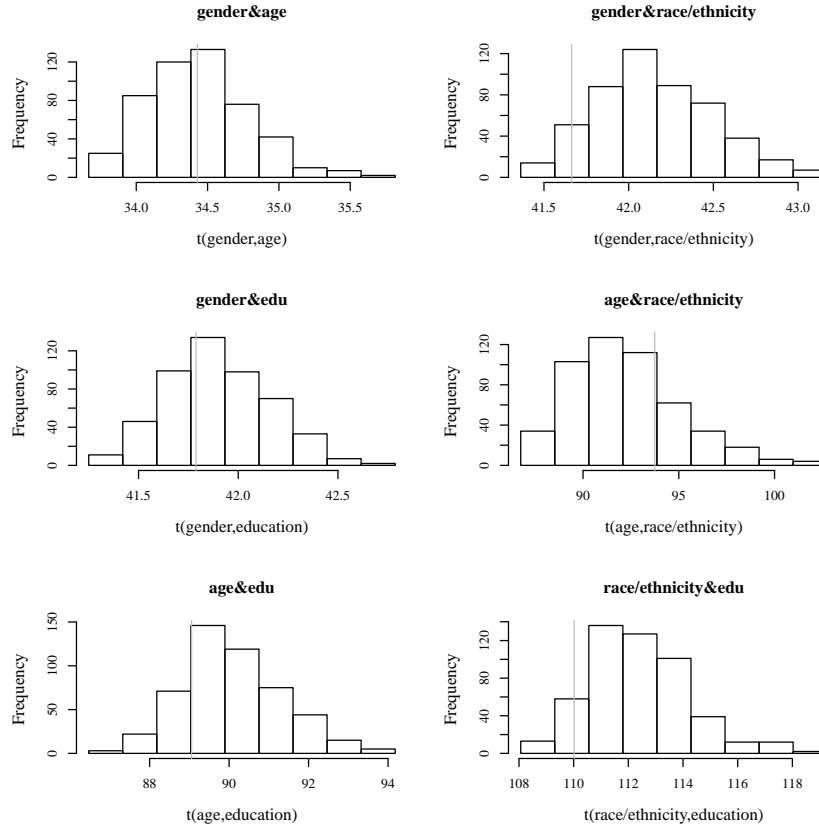 gender&age
Frequency
0
40
80
120
34.0
34.5
35.0
35.5
t(gender,age)
gender&race/ethnicity
Frequency
0
40
80
120
41.5
42.0
42.5
43.0
t(gender,race/ethnicity)
gender&edu
Frequency
0
40
80
120
41.5
42.0
42.5
t(gender,education)
age&race/ethnicity
Frequency
0
40
80
120
90
95
100
t(age,race/ethnicity)
age&edu
Frequency
0
50
100
150
88
90
92
94
t(age,education)
race/ethnicity&edu
Frequency
0
40
80
120
108
110
112
114
116
118
t(race/ethnicity,education)